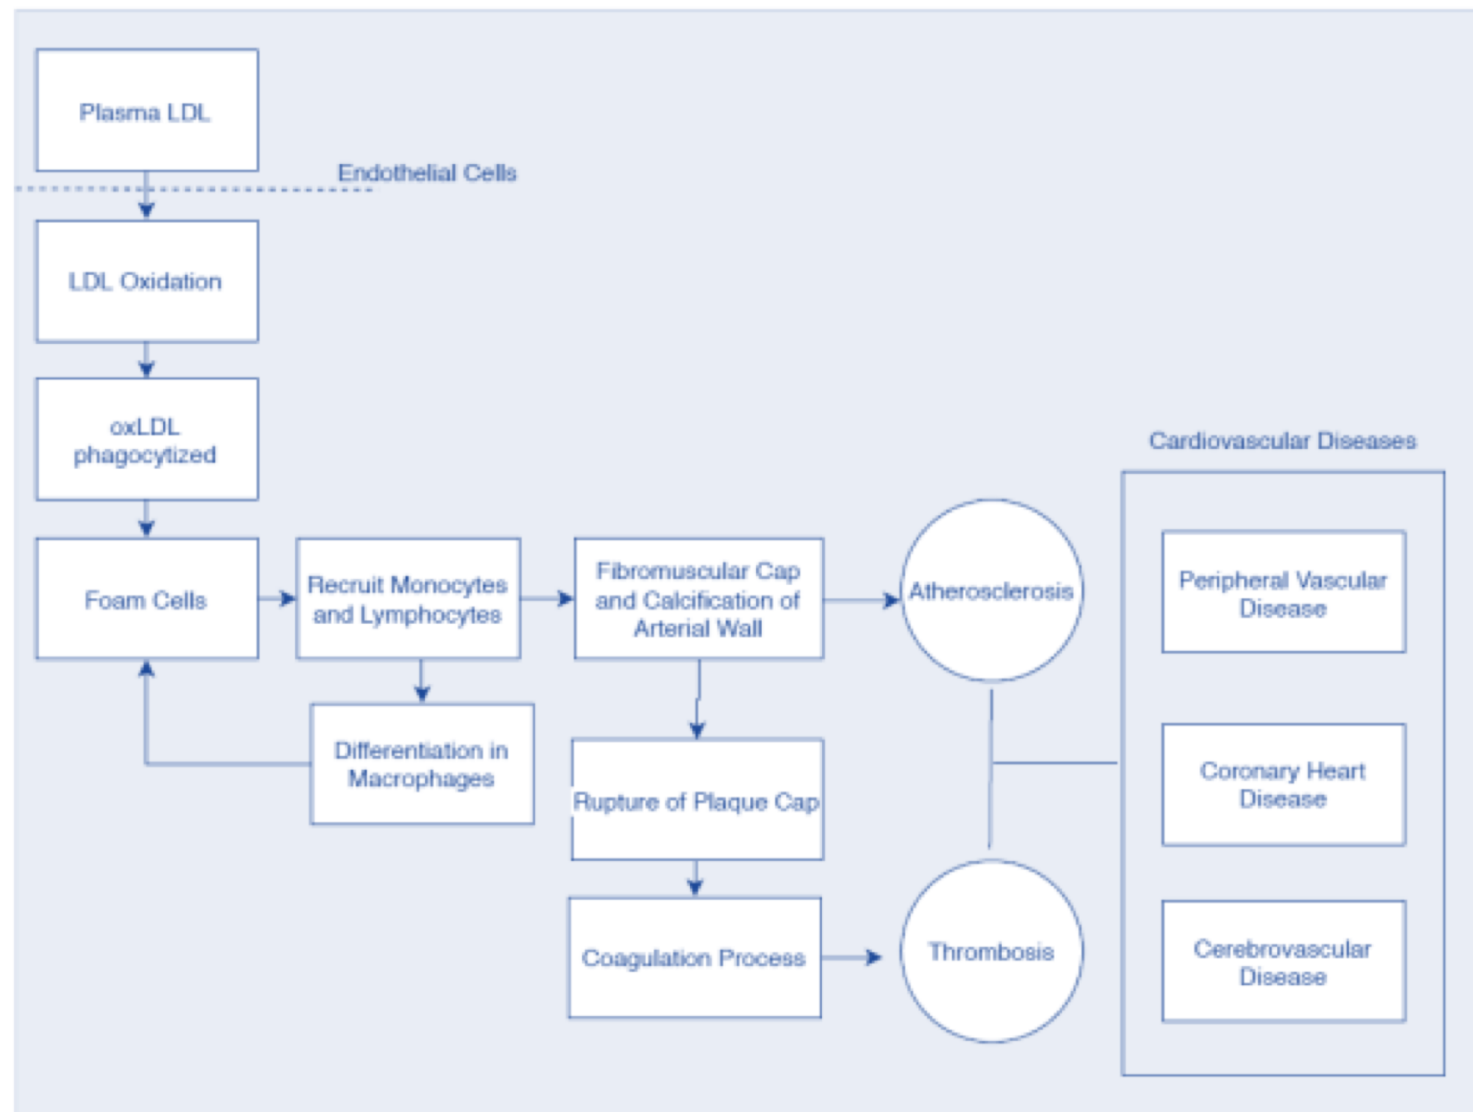 Plasma LDL
Endothelial Cells
LDL Oxidation
oxLDL
phagocytized
Foam Cells
Recruit Monocytes
and Lymphocytes
Differentiation in
Macrophages
Fibromuscular Cap
and Calcification of
Arterial Wall
Rupture of Plaque Cap
Coagulation Process
Atherosclerosis
Thrombosis
Cardiovascular Diseases
Peripheral Vascular
Disease
Coronary Heart
Disease
Cerebrovascular
Disease